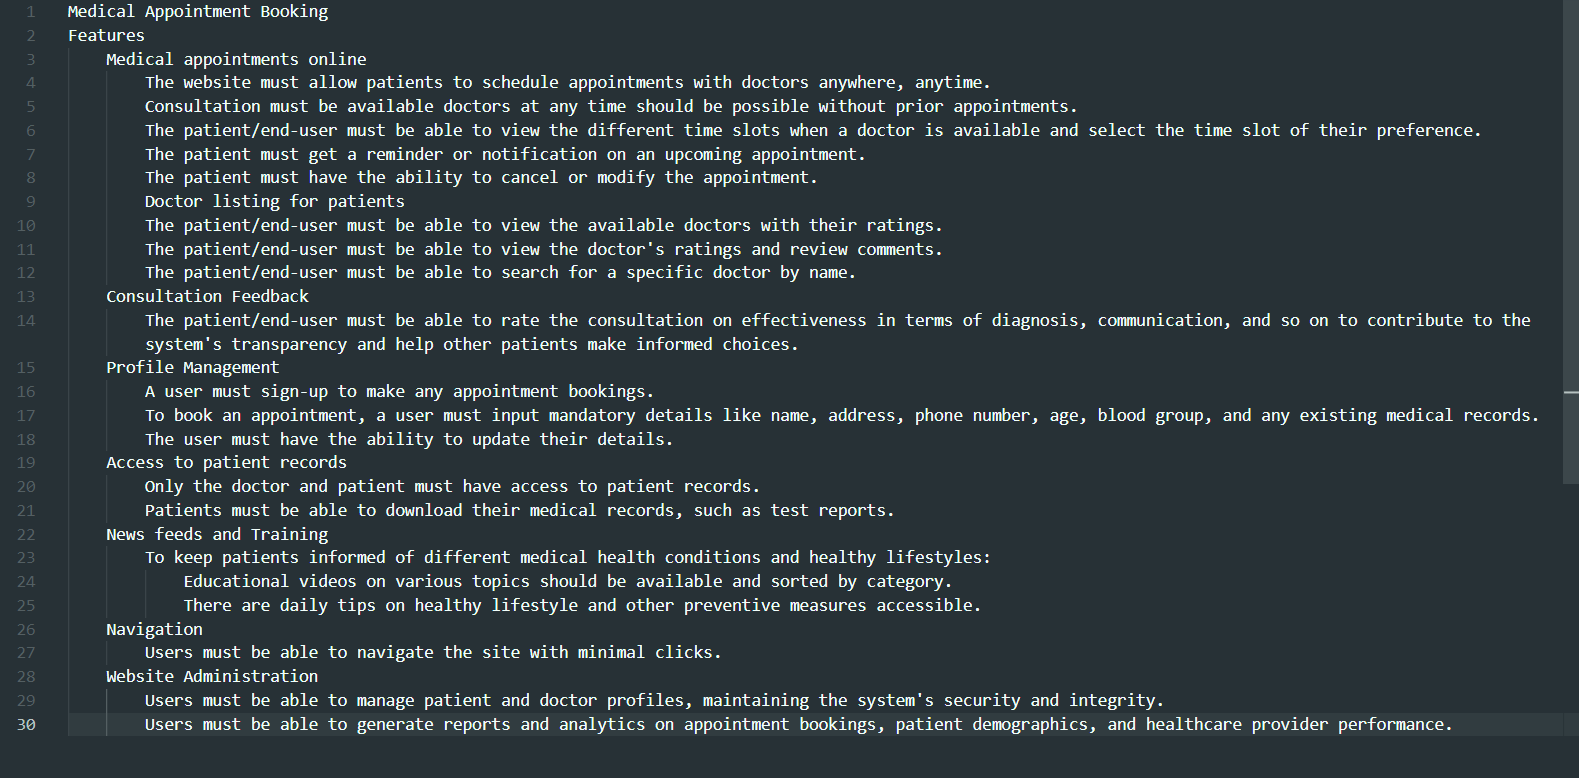 1 Medical Appointment Booking
2 Features
3 Medical appointments online
4 The website must allow patients to schedule appointments with doctors anywhere, anytime.
5 Consultation must be available doctors at any time should be possible without prior appointments.
6 The patient/end-user must be able to view the different time slots when a doctor is available and select the time slot of their preference.
7 The patient must get a reminder or notification on an upcoming appointment.
8 The patient must have the ability to cancel or modify the appointment.
9 Doctor listing for patients
10 The patient/end-user must be able to view the available doctors with their ratings.
11 The patient/end-user must be able to view the doctor's ratings and review comments.
12 The patient/end-user must be able to search for a specific doctor by name.
13 Consultation Feedback
14 The patient/end-user must be able to rate the consultation on effectiveness in terms of diagnosis, communication, and so on to contribute to the
system's transparency and help other patients make informed choices.
15 Profile Management
16 A user must sign-up to make any appointment bookings.
17 To book an appointment, a user must input mandatory details like name, address, phone number, age, blood group, and any existing medical records.
18 The user must have the ability to update their details.
19 Access to patient records
20 Only the doctor and patient must have access to patient records.
21 Patients must be able to download their medical records, such as test reports.
22 News feeds and Training
23 To keep patients informed of different medical health conditions and healthy lifestyles:
24 Educational videos on various topics should be available and sorted by category.
25 There are daily tips on healthy lifestyle and other preventive measures accessible.
26 Navigation
27 Users must be able to navigate the site with minimal clicks.
28 Website Administration
29 Users must be able to manage patient and doctor profiles, maintaining the system's security and integrity.
30 Users must be able to generate reports and analytics on appointment bookings, patient demographics, and healthcare provider performance.